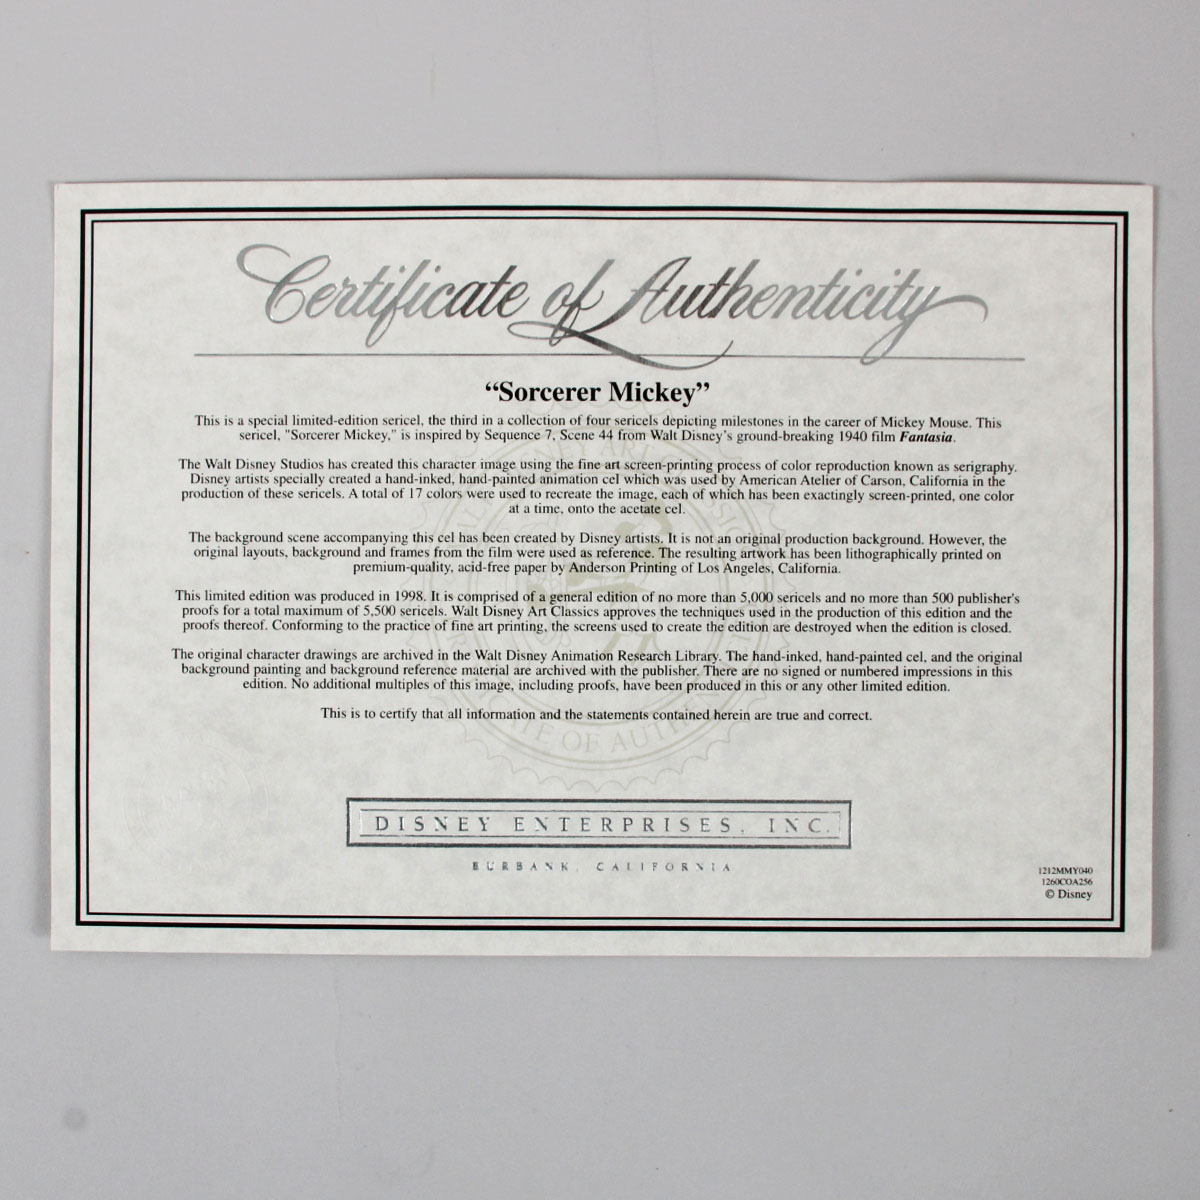 Certificate of Authenticity
“Sorcerer Mickey”
This is a special limited-edition sericel, the third in a collection of four sericels depicting milestones in the career of Mickey Mouse. This
sericel, "Sorcerer Mickey," is inspired by Sequence 7, Scene 44 from Walt Disney's ground-breaking 1940 film Fantasia.
The Walt Disney Studios has created this character image using the fine art screen-printing process of color reproduction known as serigraphy.
Disney artists specially created a hand-inked, hand-painted animation cel which was used by American Atelier of Carson, California in the
production of these sericels. A total of 17 colors were used to recreate the image, each of which has been exactingly screen-printed, one color
at a time, onto the acetate cel.
The background scene accompanying this cel has been created by Disney artists. It is not an original production background. However, the
original layouts, background and frames from the film were used as reference. The resulting artwork has been lithographically printed on
premium-quality, acid-free paper by Anderson Printing of Los Angeles, California.
This limited edition was produced in 1998. It is comprised of a general edition of no more than 5,000 sericels and no more than 500 publisher's
proofs for a total maximum of 5,500 sericels. Walt Disney Art Classics approves the techniques used in the production of this edition and the
proofs thereof. Conforming to the practice of fine art printing, the screens used to create the edition are destroyed when the edition is closed.
The original character drawings are archived in the Walt Disney Animation Research Library. The hand-inked, hand-painted cel, and the original
background painting and background reference material are archived with the publisher. There are no signed or numbered impressions in this
edition. No additional multiples of this image, including proofs, have been produced in this or any other limited edition.
This is to certify that all information and the statements contained herein are true and correct.
DISNEY ENTERPRISES, INC.
BURBANK, CALIFORNIA
1212MMY040
1260COA256
© Disney